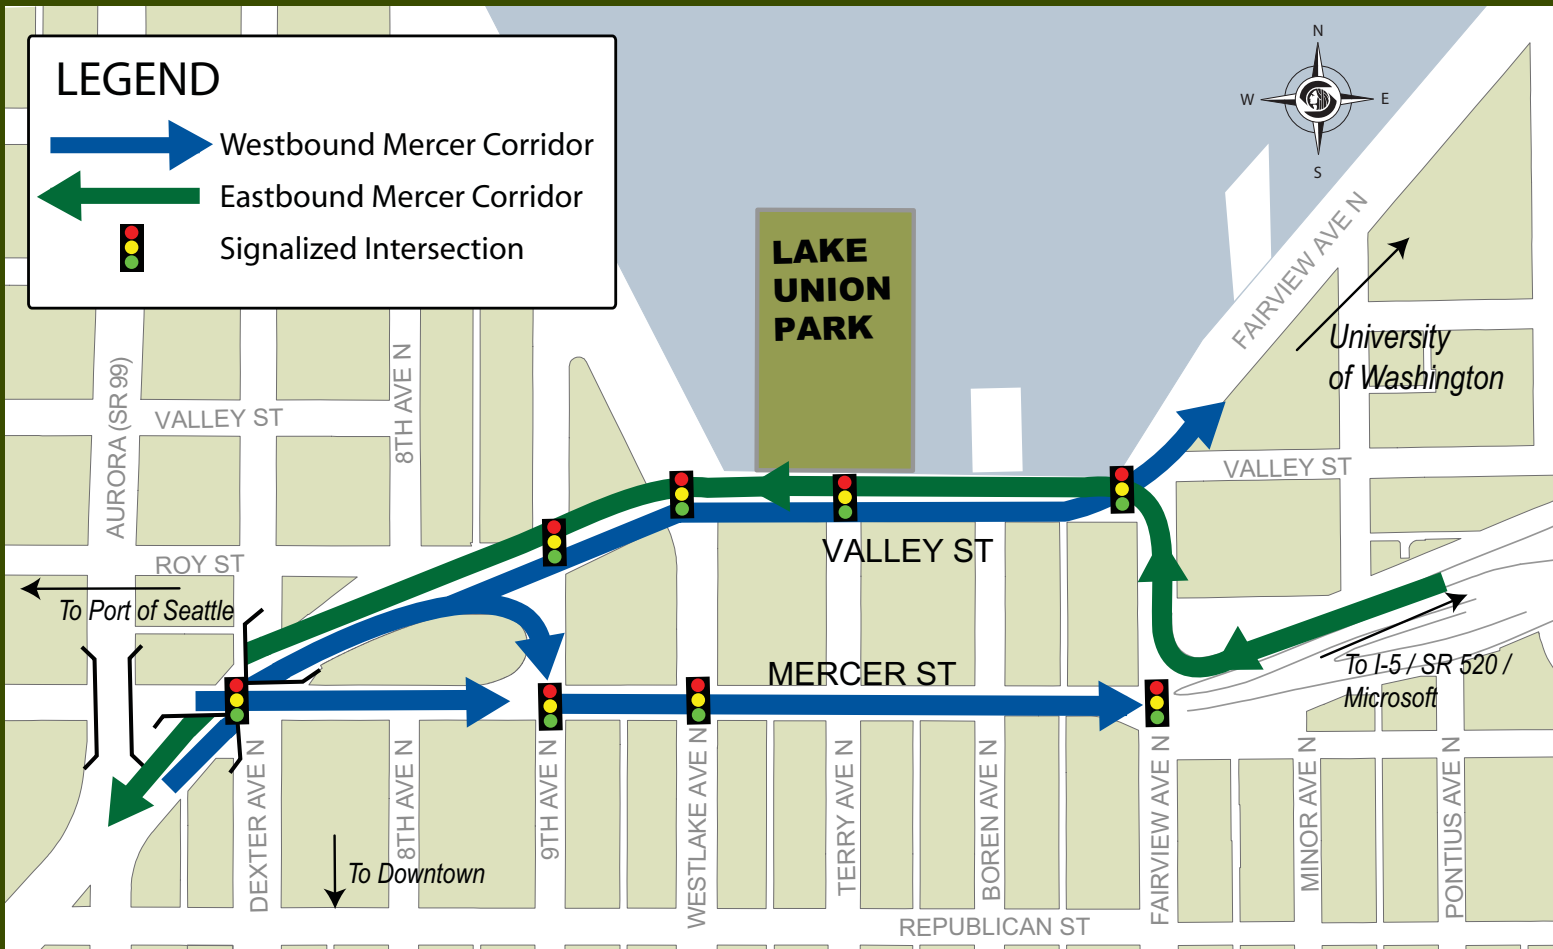 LEGEND
Westbound Mercer Corridor
Eastbound Mercer Corridor
Signalized Intersection
N
W
E
S
LAKE
UNION
PARK
FAIRVIEW AVE N
University
of Washington
AURORA (SR 99)
VALLEY ST
8TH AVE N
VALLEY ST
ROY ST
VALLEY ST
To Port of Seattle
MERCER ST
To I-5 / SR 520 /
Microsoft
DEXTER AVE N
8TH AVE N
9TH AVE N
WESTLAKE AVE N
TERRY AVE N
BOREN AVE N
FAIRVIEW AVE N
MINOR AVE N
PONTIUS AVE N
To Downtown
REPUBLICAN ST